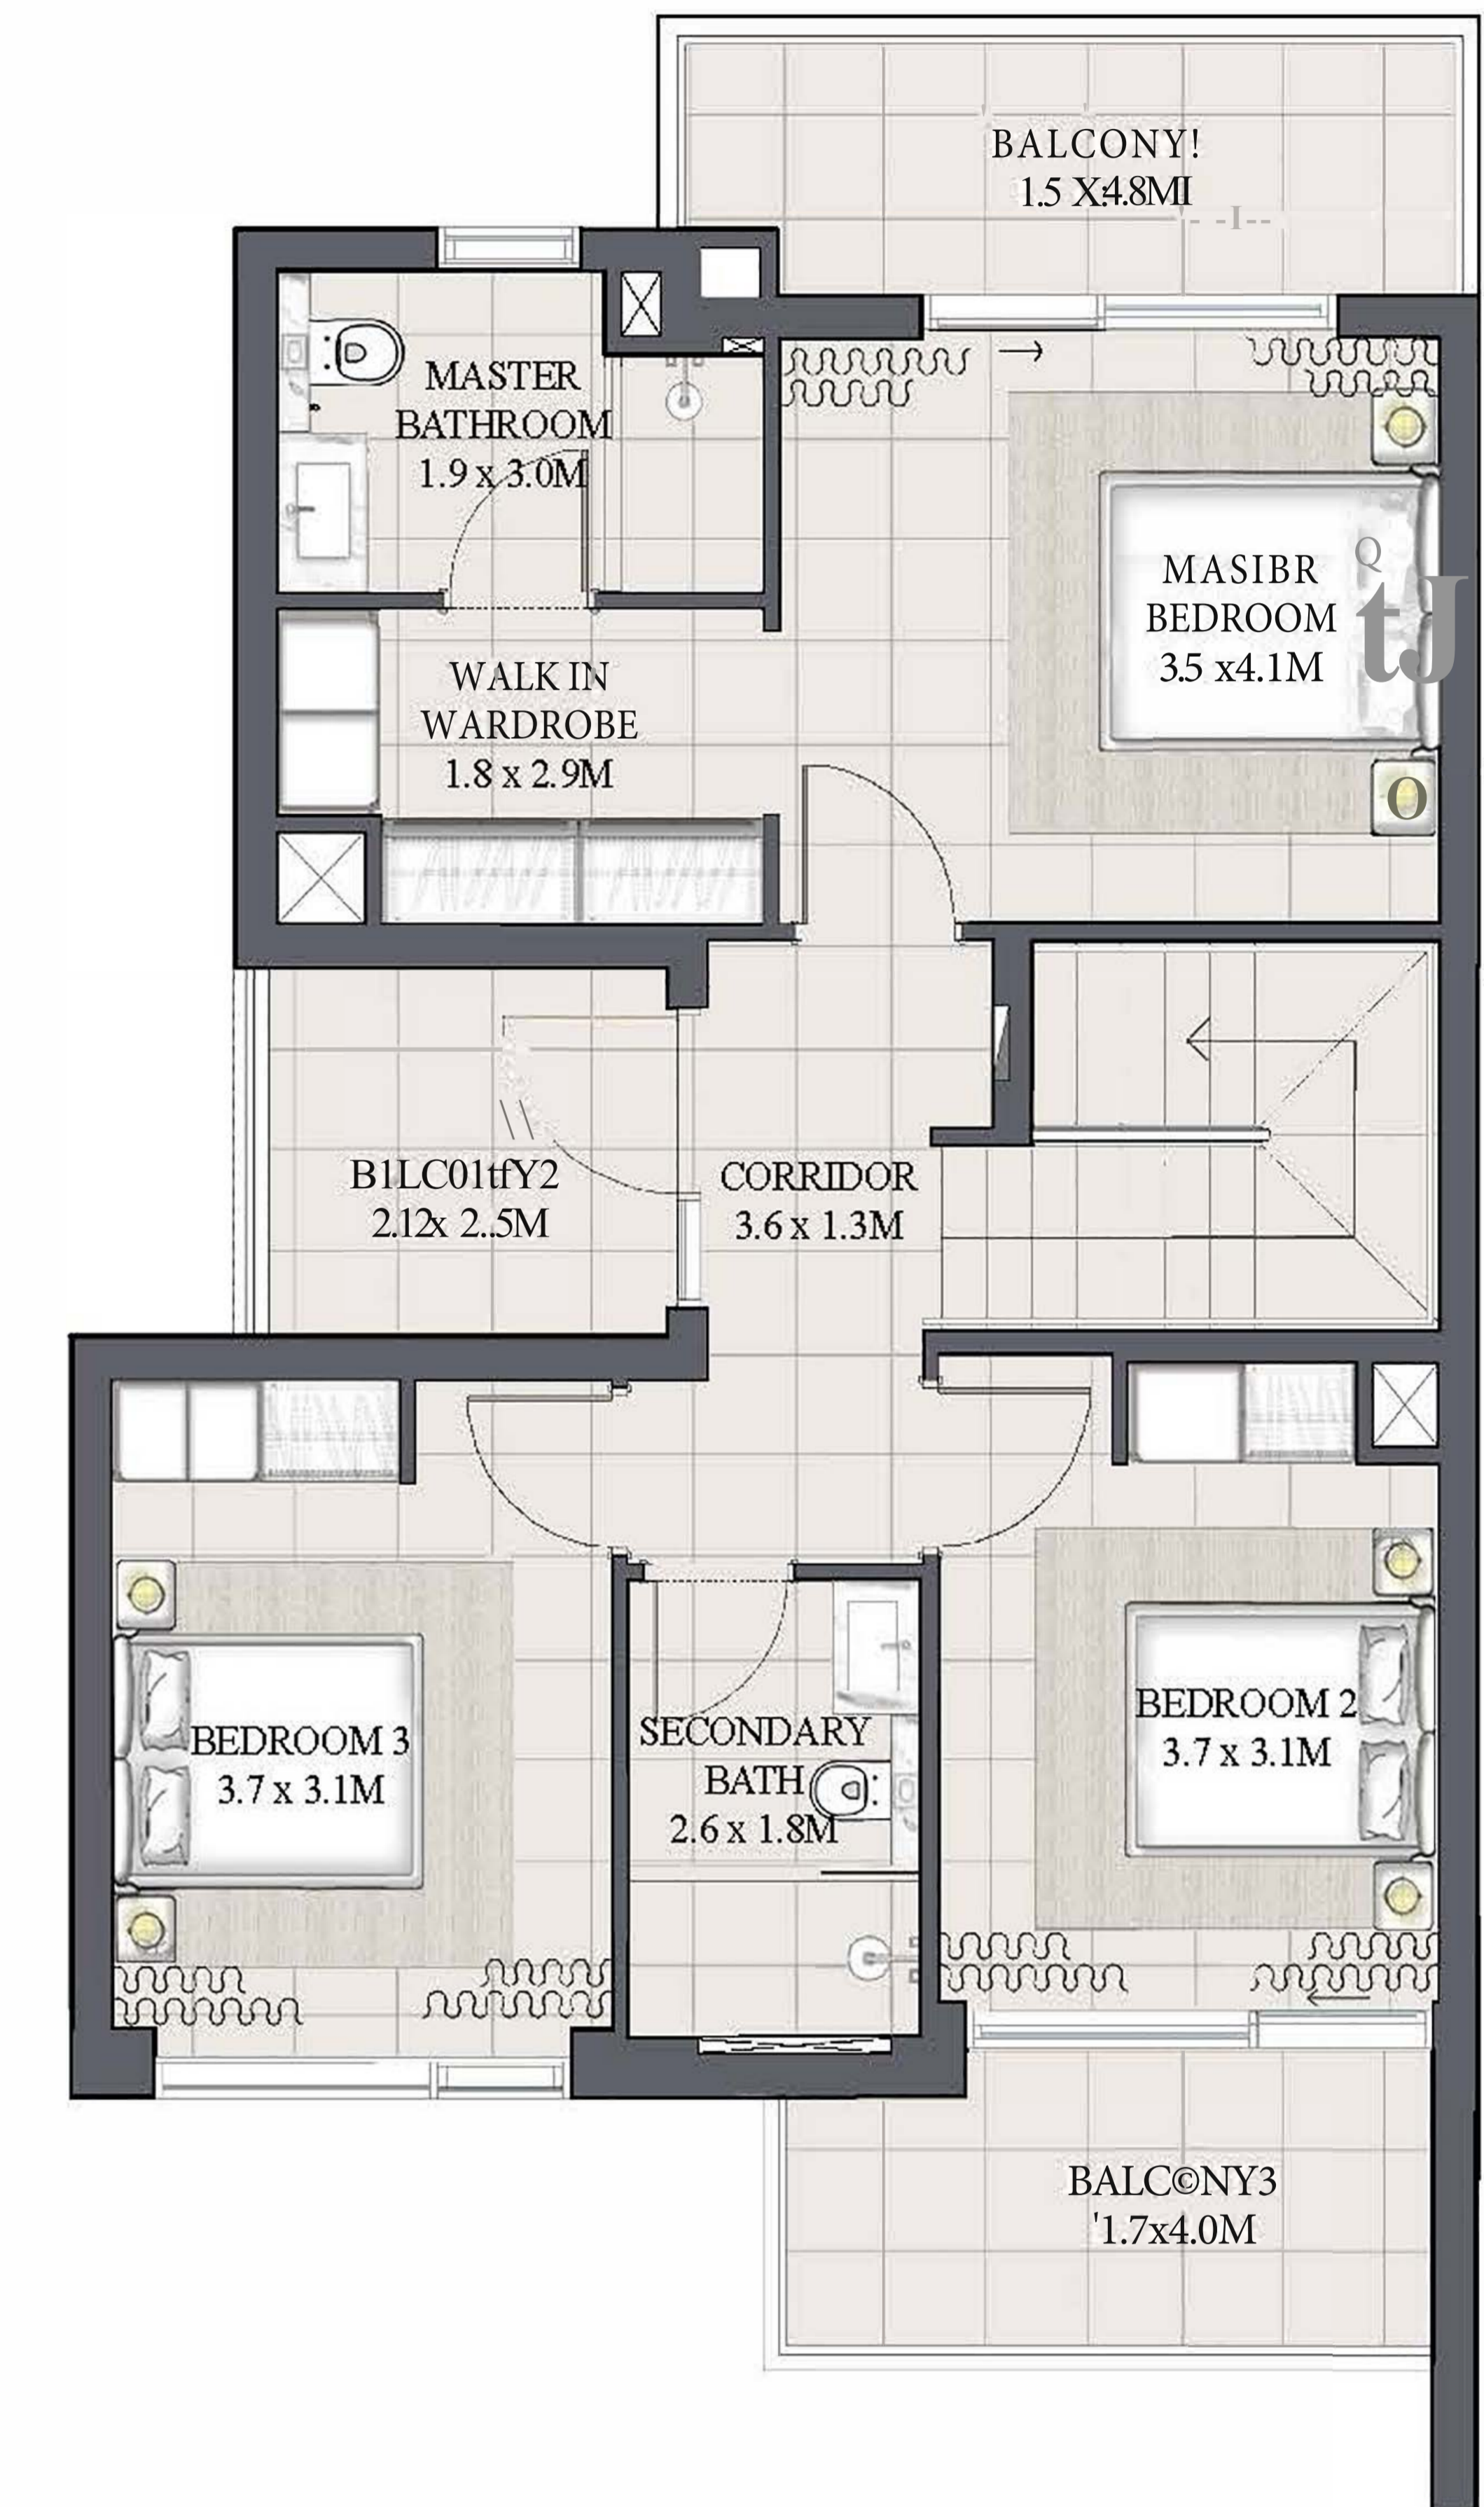 BALCONY!
1.5 X:4.8MI
- -I--
MASTER
BATHROOM
1.9 x 3.0M
MASIBR
BEDROOM
3.5 x4.1M
Q
tJ
O
WALK IN
WARDROBE
1.8 x 2.9M
B1LC01tfY2
2.12x 2..5M
CORRIDOR
3.6 x 1.3M
BEDROOM 3
3.7 x 3.1M
SECONDARY
BATH
2.6 x 1.8M
BEDROOM 2
3.7 x 3.1M
BALC©NY3
'1.7x4.0M